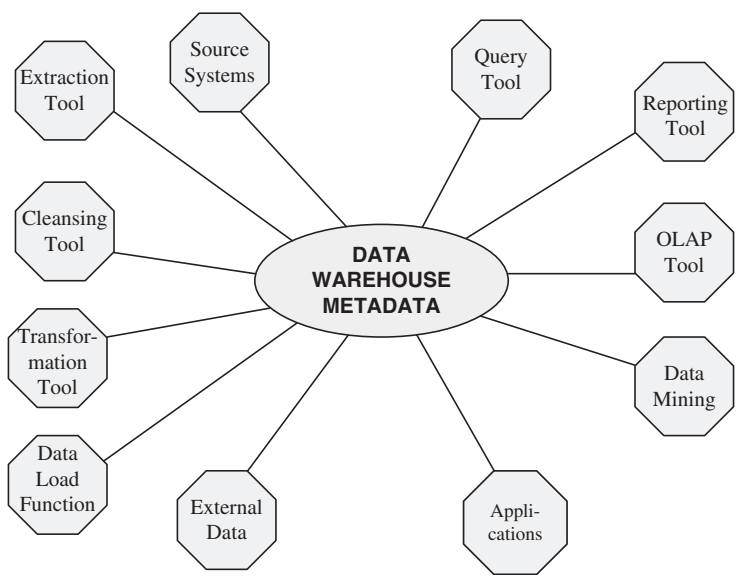 Source
Systems
Query
Tool
Extraction
Tool
Reporting
Tool
Cleansing
Tool
DATA
WAREHOUSE
METADATA
OLAP
Tool
Transfor-
mation
Tool
Data
Mining
Data
Load
Function
External
Data
Appli-
cations